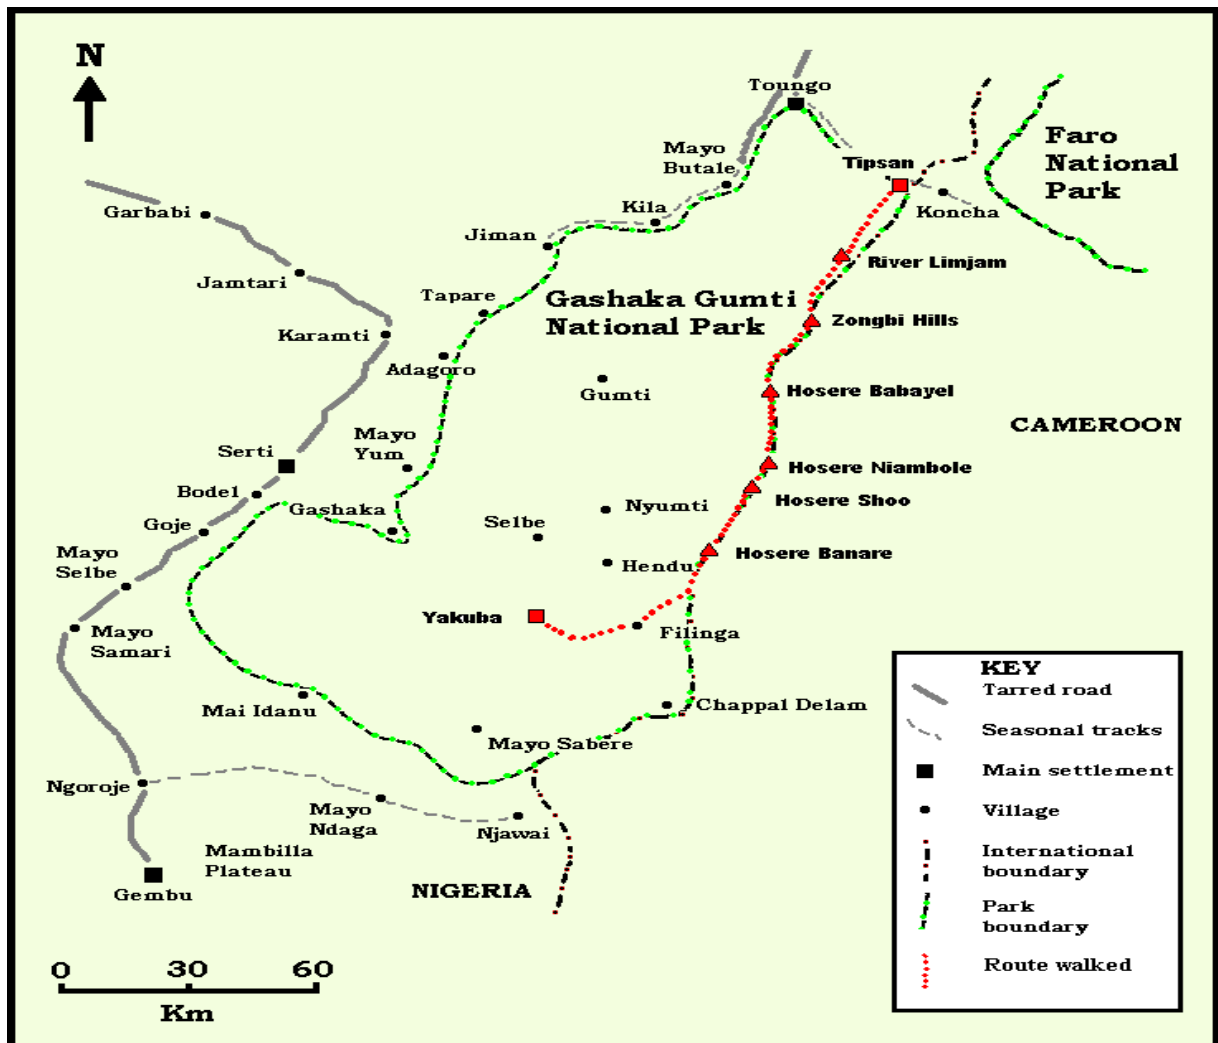 N
Toungo
Faro
National
Park
Mayo
Butale
Tipsan
Garbabi
Kila
Koncha
Jiman
River Limjam
Jamtari
Tapare
Gashaka Gumti
National Park
Zongbi Hills
Karamti
Adagoro
Gumti
Hosere Babayel
CAMEROON
Mayo
Yum
Serti
Hosere Niambole
Bodel
Hosere Shoo
Gashaka
Nyumti
Goje
Selbe
Mayo
Selbe
Hosere Banare
Hendu
Yakuba
Mayo
Samari
Filinga
KEY
Tarred road
Mai Idanu
Chappal Delam
Seasonal tracks
Mayo Sabere
Main settlement
Ngoroje
Mayo
Ndaga
Village
Njawai
Mambilla
Plateau
International
boundary
Gembu
NIGERIA
Park
boundary
Route walked
0 30 60
Km